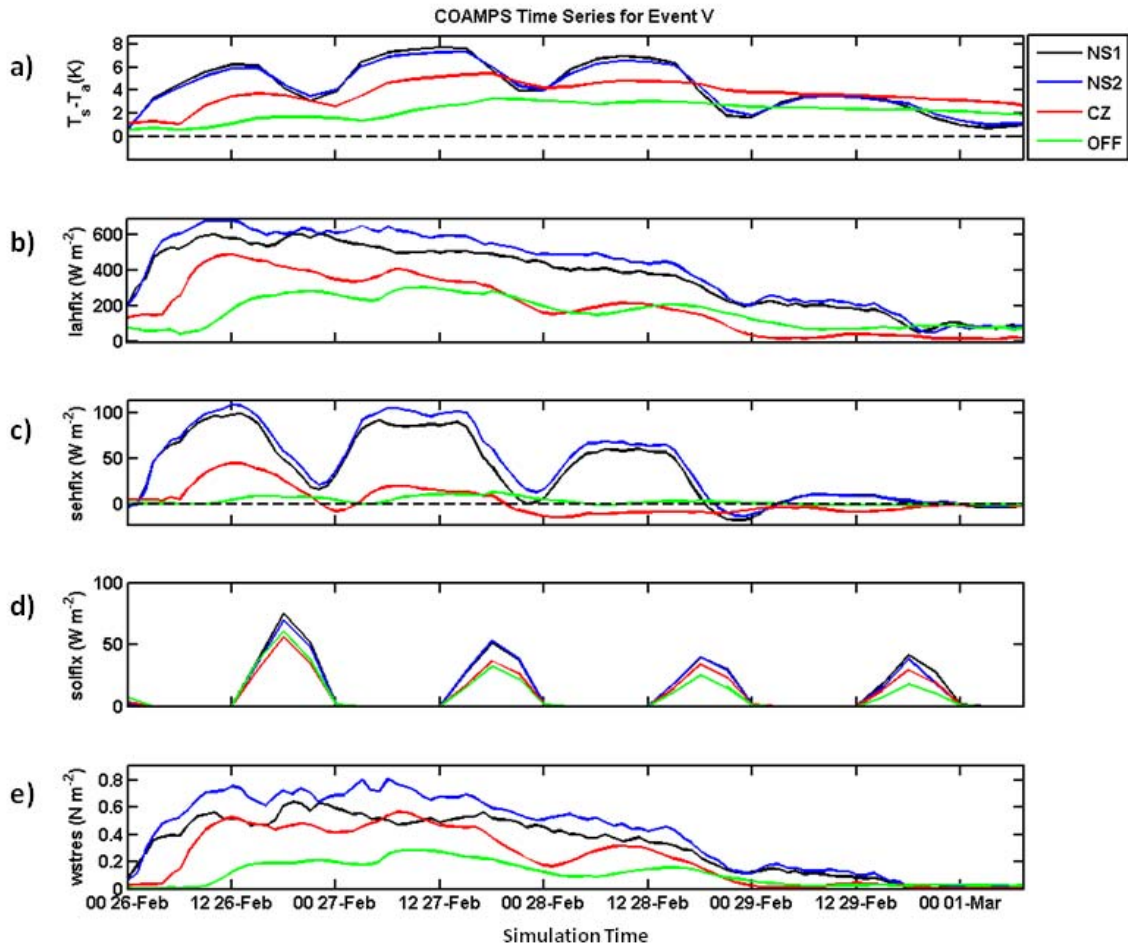 COAMPS Time Series for Event V
a)
8
6
4
2
0
T_s -T_a(K)
NS1
NS2
CZ
OFF
b)
600
400
200
0
lahflx (W m⁻²)
c)
100
50
0
sehflx (W m⁻²)
d)
100
50
0
solflx (W m⁻²)
e)
0.8
0.6
0.4
0.2
0
wstres (N m⁻²)
00 26-Feb 12 26-Feb 00 27-Feb 12 27-Feb 00 28-Feb 12 28-Feb 00 29-Feb 12 29-Feb 00 01-Mar
Simulation Time